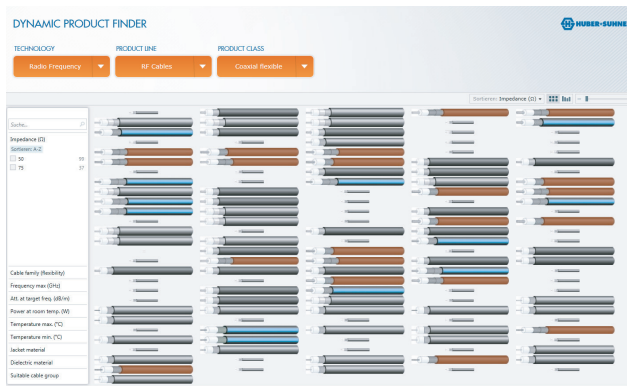 DYNAMIC PRODUCT FINDER
HUBER+SUHNER
TECHNOLOGY
PRODUCT LINE
PRODUCT CLASS
Radio Frequency
RF Cables
Coaxial flexible
Sortieren: Impedance (Ω)
Suche...
Impedance (Ω)
Sortieren: A-Z
50
75 37
Cable family (flexibility)
Frequency max (GHz)
Att. at target freq. (dB/m)
Power at room temp. (W)
Temperature max. (°C)
Temperature min. (°C)
Jacket material
Dielectric material
Suitable cable group